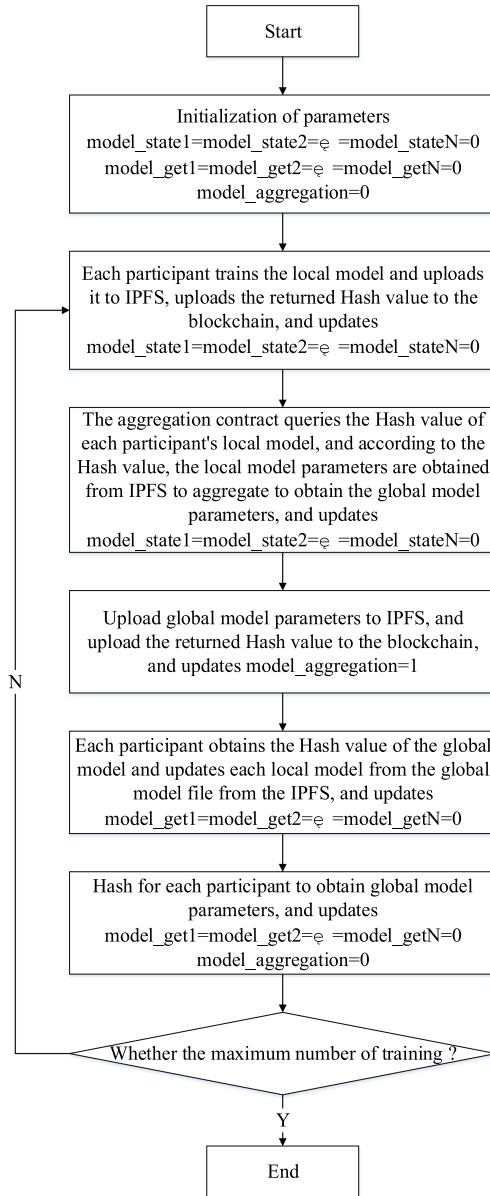 Start
Initialization of parameters
model_state1=model_state2=ę =model_stateN=0
model_get1=model_get2=ę =model_getN=0
model_aggregation=0
Each participant trains the local model and uploads
it to IPFS, uploads the returned Hash value to the
blockchain, and updates
model_state1=model_state2=ę =model_stateN=0
The aggregation contract queries the Hash value of
each participant's local model, and according to the
Hash value, the local model parameters are obtained
from IPFS to aggregate to obtain the global model
parameters, and updates
model_state1=model_state2=ę =model_stateN=0
Upload global model parameters to IPFS, and
upload the returned Hash value to the blockchain,
and updates model_aggregation=1
N
Each participant obtains the Hash value of the global
model and updates each local model from the global
model file from the IPFS, and updates
model_get1=model_get2=ę =model_getN=0
Hash for each participant to obtain global model
parameters, and updates
model_get1=model_get2=ę =model_getN=0
model_aggregation=0
Whether the maximum number of training ?
Y
End